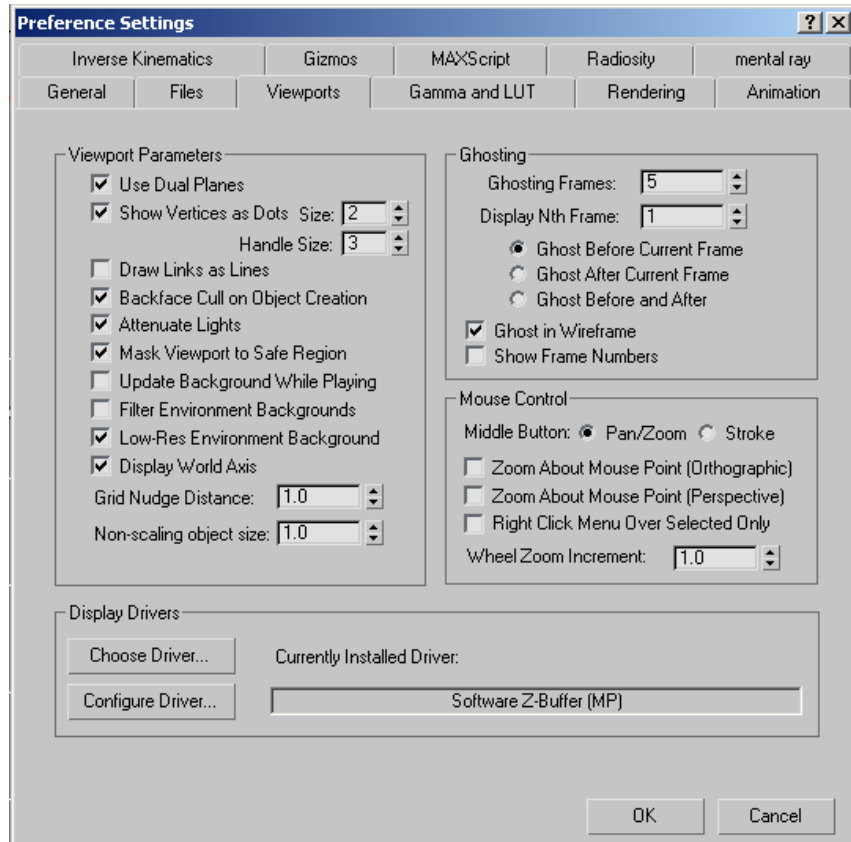 Preference Settings
Inverse Kinematics Gizmos MAXScript Radiosity mental ray
General Files Viewports Gamma and LUT Rendering Animation
Viewport Parameters
Use Dual Planes
Show Vertices as Dots Size: 2
Handle Size: 3
Draw Links as Lines
Backface Cull on Object Creation
Attenuate Lights
Mask Viewport to Safe Region
Update Background While Playing
Filter Environment Backgrounds
Low-Res Environment Background
Display World Axis
Grid Nudge Distance: 1.0
Non-scaling object size: 1.0
Ghosting
Ghosting Frames: 5
Display Nth Frame: 1
Ghost Before Current Frame
Ghost After Current Frame
Ghost Before and After
Ghost in Wireframe
Show Frame Numbers
Mouse Control
Middle Button: Pan/Zoom Stroke
Zoom About Mouse Point (Orthographic)
Zoom About Mouse Point (Perspective)
Right Click Menu Over Selected Only
Wheel Zoom Increment: 1.0
Display Drivers
Choose Driver... Currently Installed Driver:
Configure Driver... Software Z-Buffer (MP)
OK Cancel